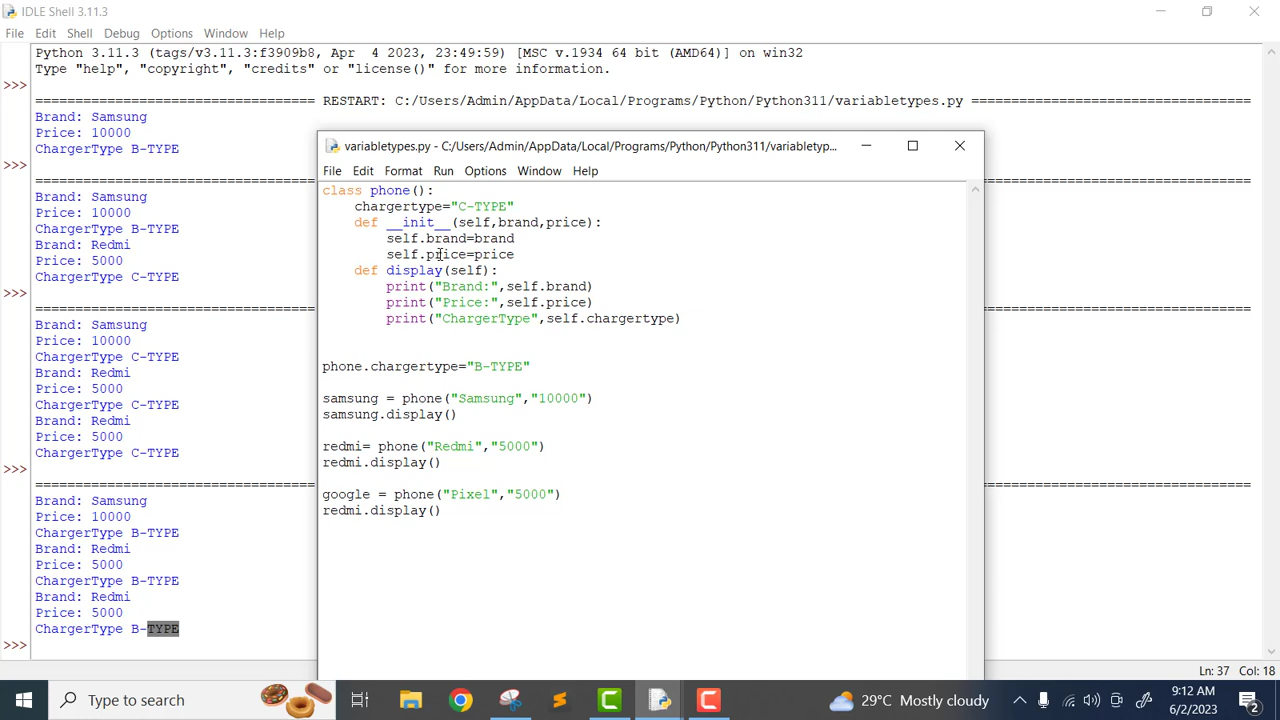 IDLE Shell 3.11.3
File Edit Shell Debug Options Window Help
Python 3.11.3 (tags/v3.11.3:f3909b8, Apr  4 2023, 23:49:59) [MSC v.1934 64 bit (AMD64)] on win32
Type "help", "copyright", "credits" or "license()" for more information.
>>>
=================================== RESTART: C:/Users/Admin/AppData/Local/Programs/Python/Python311/variabletypes.py ===================================
Brand: Samsung
Price: 10000
ChargerType B-TYPE
>>>
===================================
Brand: Samsung
Price: 10000
ChargerType B-TYPE
Brand: Redmi
Price: 5000
ChargerType C-TYPE
>>>
===================================
Brand: Samsung
Price: 10000
ChargerType C-TYPE
Brand: Redmi
Price: 5000
ChargerType C-TYPE
Brand: Redmi
Price: 5000
ChargerType C-TYPE
>>>
===================================
Brand: Samsung
Price: 10000
ChargerType B-TYPE
Brand: Redmi
Price: 5000
ChargerType B-TYPE
Brand: Redmi
Price: 5000
ChargerType B-TYPE
>>>
variabletypes.py - C:/Users/Admin/AppData/Local/Programs/Python/Python311/variabletyp...
File Edit Format Run Options Window Help
class phone():
    chargertype="C-TYPE"
    def __init__(self,brand,price):
        self.brand=brand
        self.price=price
    def display(self):
        print("Brand:",self.brand)
        print("Price:",self.price)
        print("ChargerType",self.chargertype)
phone.chargertype="B-TYPE"
samsung = phone("Samsung","10000")
samsung.display()
redmi= phone("Redmi","5000")
redmi.display()
google = phone("Pixel","5000")
redmi.display()
Ln: 37 Col: 18
Type here to search
29°C Mostly cloudy
9:12 AM
6/2/2023
2